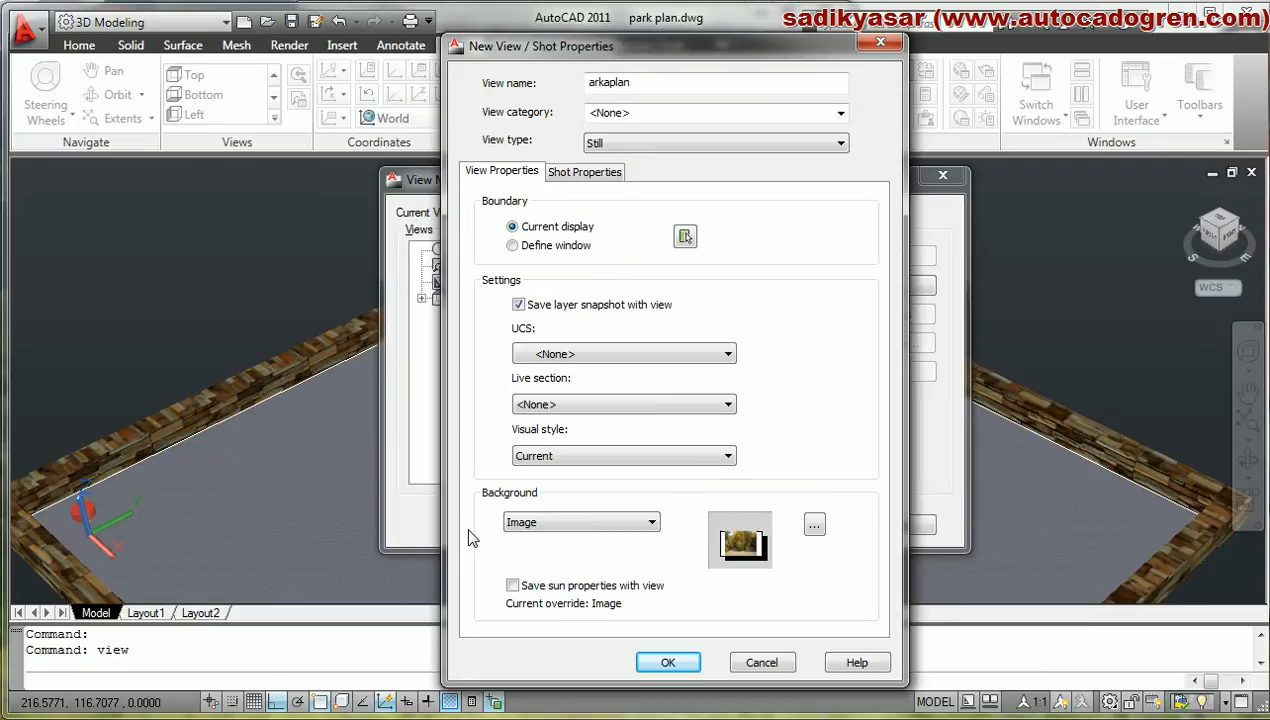 3D Modeling
AutoCAD 2011 park plan.dwg
sadikyasar (www.autocadogren.com)
Home Solid Surface Mesh Render Insert Annotate
Pan
Orbit
Extents
Steering
Wheels
Navigate
Top
Bottom
Left
Views
World
Coordinates
Switch
Windows
User
Interface
Toolbars
Windows
New View / Shot Properties
View name: arkaplan
View category: <None>
View type: Still
View Properties Shot Properties
Boundary
Current display
Define window
Settings
Save layer snapshot with view
UCS:
<None>
Live section:
<None>
Visual style:
Current
Background
Image
...
Save sun properties with view
Current override: Image
OK Cancel Help
Current V
Views
S E
WCS
Model Layout1 Layout2
Command:
Command: view
216.5771, 116.7077, 0.0000
MODEL
1:1